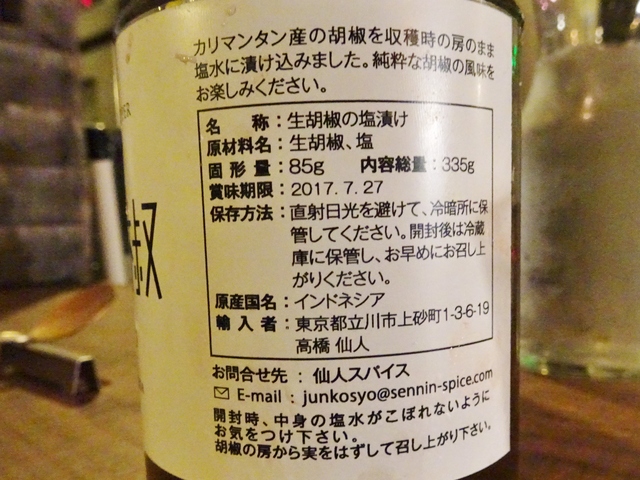 カリマンタン産の胡椒を収穫時の房のまま
塩水に漬け込みました。純粋な胡椒の風味を
お楽しみください。
名 称：生胡椒の塩漬け
原材料名：生胡椒、塩
固形量：85g 内容総量：335g
賞味期限：2017.7.27
保存方法：直射日光を避けて、冷暗所に保
管してください。開封後は冷蔵
庫に保管し、お早めにお召し上
がりください。
原産国名：インドネシア
輸入者：東京都立川市上砂町1-3-6-19
高橋 仙人
お問合せ先 : 仙人スパイス
E-mail : junkosyo@sennin-spice.com
開封時、中身の塩水がこぼれないように
お気をつけ下さい。
胡椒の房から実をはずして召し上がり下さい。